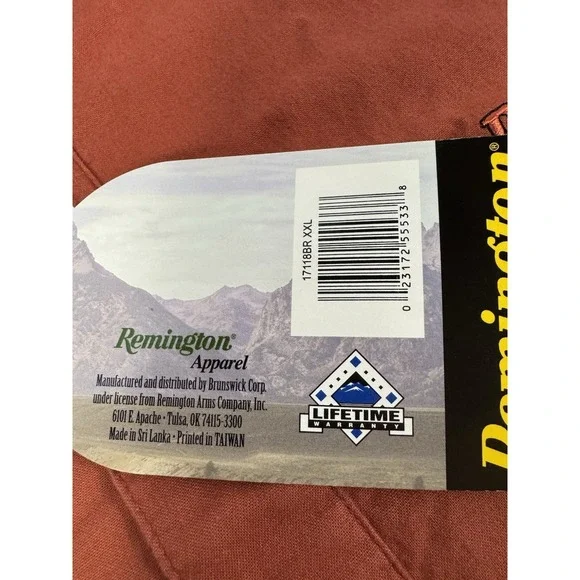 17118BR XXL
0 23172 55533 8
Remington®
Remington®
Apparel
Manufactured and distributed by Brunswick Corp.
under license from Remington Arms Company, Inc.
6101 E. Apache • Tulsa, OK 74115-3300
Made in Sri Lanka • Printed in TAIWAN
LIFETIME
WARRANTY